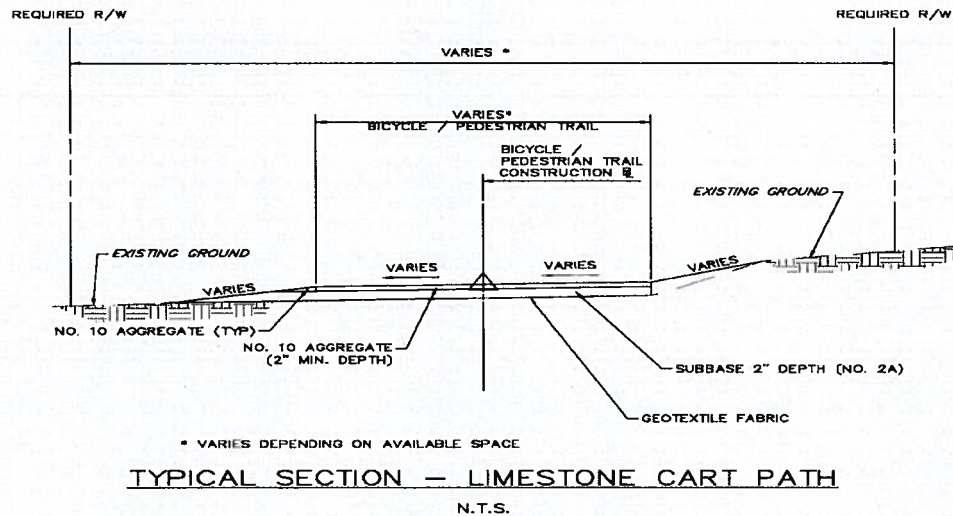 REQUIRED R/W
REQUIRED R/W
VARIES *
VARIES*
BICYCLE / PEDESTRIAN TRAIL
BICYCLE /
PEDESTRIAN TRAIL
CONSTRUCTION ℄
EXISTING GROUND
EXISTING GROUND
VARIES
VARIES
VARIES
VARIES
NO. 10 AGGREGATE (TYP)
NO. 10 AGGREGATE
(2" MIN. DEPTH)
SUBBASE 2" DEPTH (NO. 2A)
GEOTEXTILE FABRIC
* VARIES DEPENDING ON AVAILABLE SPACE
TYPICAL SECTION — LIMESTONE CART PATH
N.T.S.